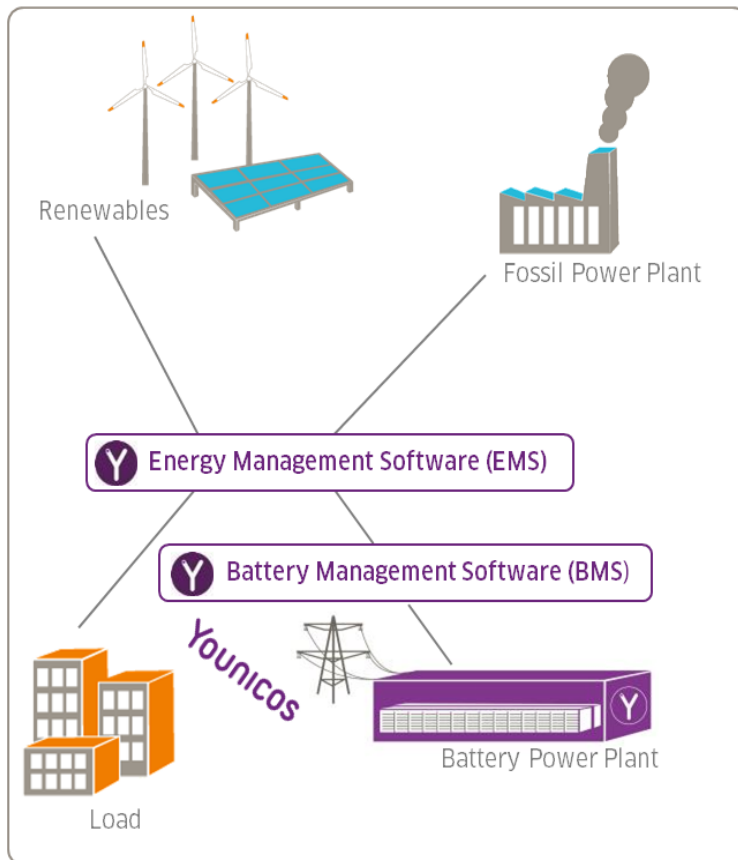 Renewables
Fossil Power Plant
Y Energy Management Software (EMS)
Y Battery Management Software (BMS)
YOUNICOS
Y
Battery Power Plant
Load